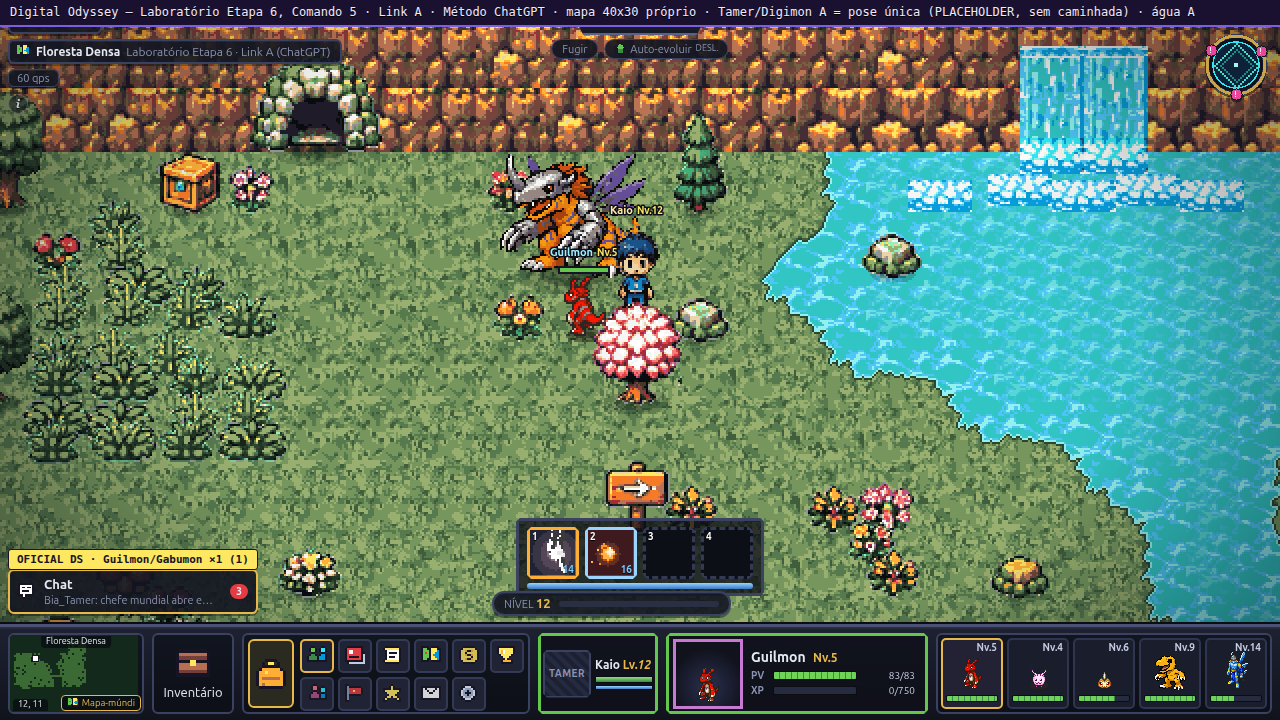 Digital Odyssey — Laboratório Etapa 6, Comando 5 · Link A · Método ChatGPT · mapa 40x30 próprio · Tamer/Digimon A = pose única (PLACEHOLDER, sem caminhada) · água A
Floresta Densa Laboratório Etapa 6 · Link A (ChatGPT)
Fugir
Auto-evoluir DESL.
60 qps
i
Kaio Nv.12
Guilmon Nv.5
1
14
2
16
3
4
NÍVEL 12
OFICIAL DS · Guilmon/Gabumon ×1 (1)
Chat
Bia_Tamer: chefe mundial abre e...
3
Floresta Densa
12, 11
Mapa-múndi
Inventário
TAMER
Kaio Lv.12
Guilmon Nv.5
PV 83/83
XP 0/750
Nv.5
Nv.4
Nv.6
Nv.9
Nv.14